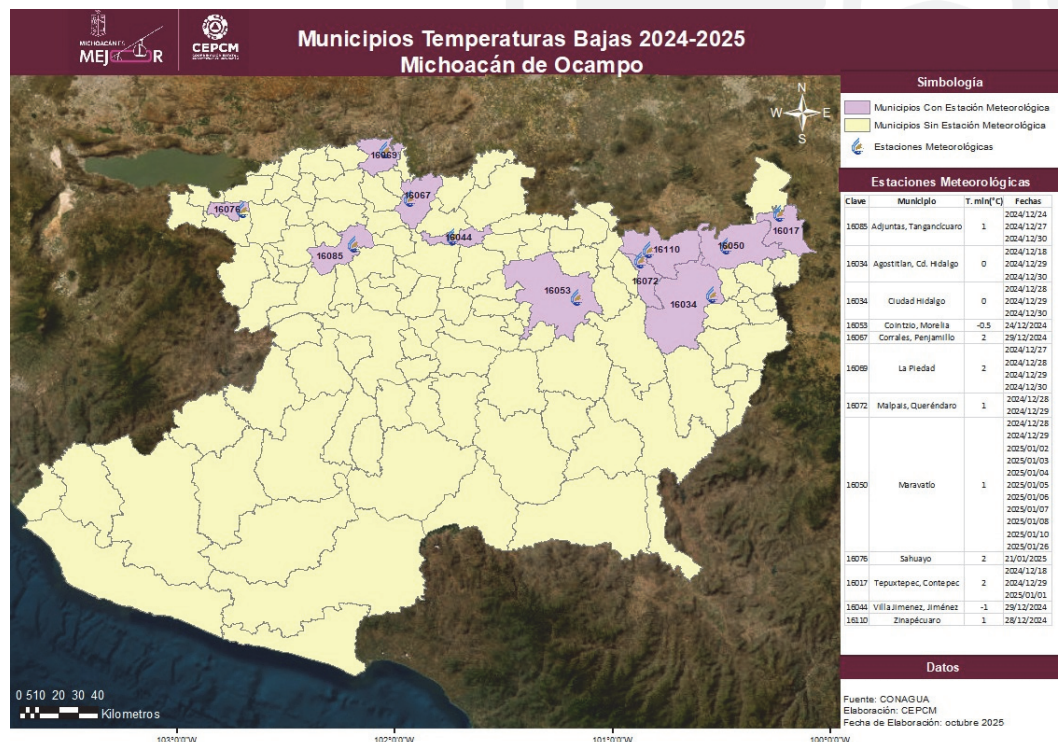 MICHOACÁN ES
MEJOR
CEPCM
Municipios Temperaturas Bajas 2024-2025
Michoacán de Ocampo
N
W E
S
16069
16067
16076
16044
16085
16110
16050
16017
16072
16053
16034
0 510 20 30 40
Kilometros
103°0'0"W 102°0'0"W 101°0'0"W 100°0'0"W
Simbología
Municipios Con Estación Meteorológica
Municipios Sin Estación Meteorológica
Estaciones Meteorológicas
Estaciones Meteorológicas
Clave Municipio T. min(°C) Fechas
16085 Adjuntas, Tangancícuaro 1 2024/12/24
2024/12/27
2024/12/30
16034 Agostitlan, Cd. Hidalgo 0 2024/12/18
2024/12/29
2024/12/30
16034 Ciudad Hidalgo 0 2024/12/28
2024/12/29
2024/12/30
16053 Cointzio, Morelia -0.5 24/12/2024
16067 Corrales, Penjamillo 2 29/12/2024
16069 La Piedad 2 2024/12/27
2024/12/28
2024/12/29
2024/12/30
16072 Malpais, Queréndaro 1 2024/12/28
2024/12/29
16050 Maravatío 1 2024/12/28
2024/12/29
2025/01/02
2025/01/03
2025/01/04
2025/01/05
2025/01/06
2025/01/07
2025/01/08
2025/01/10
2025/01/26
16076 Sahuayo 2 21/01/2025
16017 Tepuxtepec, Contepec 2 2024/12/18
2024/12/29
2025/01/01
16044 Villa Jimenez, Jiménez -1 29/12/2024
16110 Zinapécuaro 1 28/12/2024
Datos
Fuente: CONAGUA
Elaboración: CEPCM
Fecha de Elaboración: octubre 2025